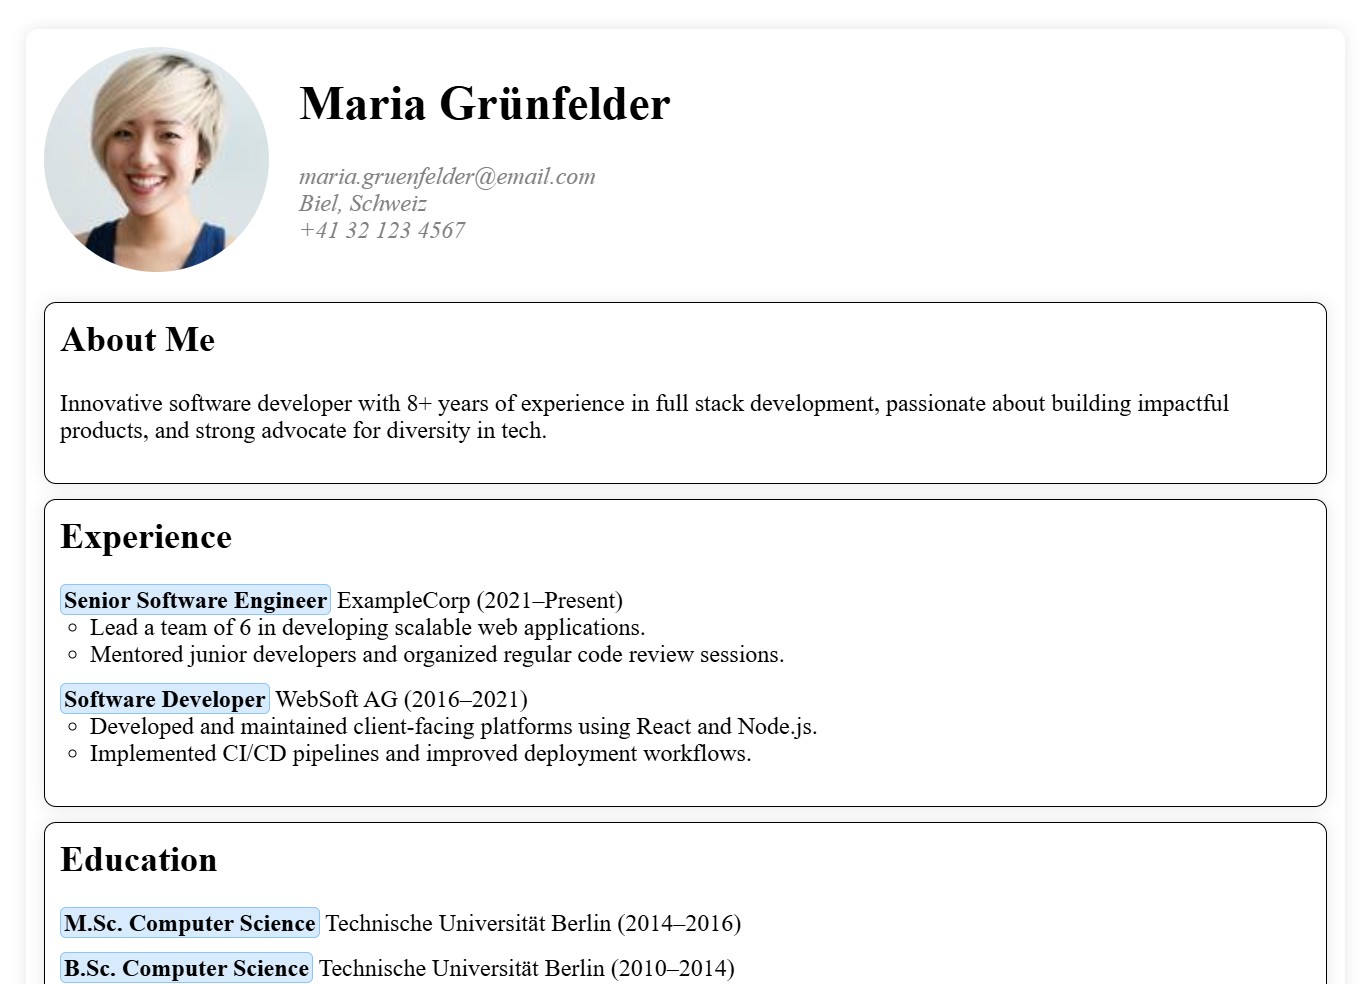 Maria Grünfelder
maria.gruenfelder@email.com
Biel, Schweiz
+41 32 123 4567
About Me
Innovative software developer with 8+ years of experience in full stack development, passionate about building impactful
products, and strong advocate for diversity in tech.
Experience
Senior Software Engineer ExampleCorp (2021–Present)
Lead a team of 6 in developing scalable web applications.
Mentored junior developers and organized regular code review sessions.
Software Developer WebSoft AG (2016–2021)
Developed and maintained client-facing platforms using React and Node.js.
Implemented CI/CD pipelines and improved deployment workflows.
Education
M.Sc. Computer Science Technische Universität Berlin (2014–2016)
B.Sc. Computer Science Technische Universität Berlin (2010–2014)